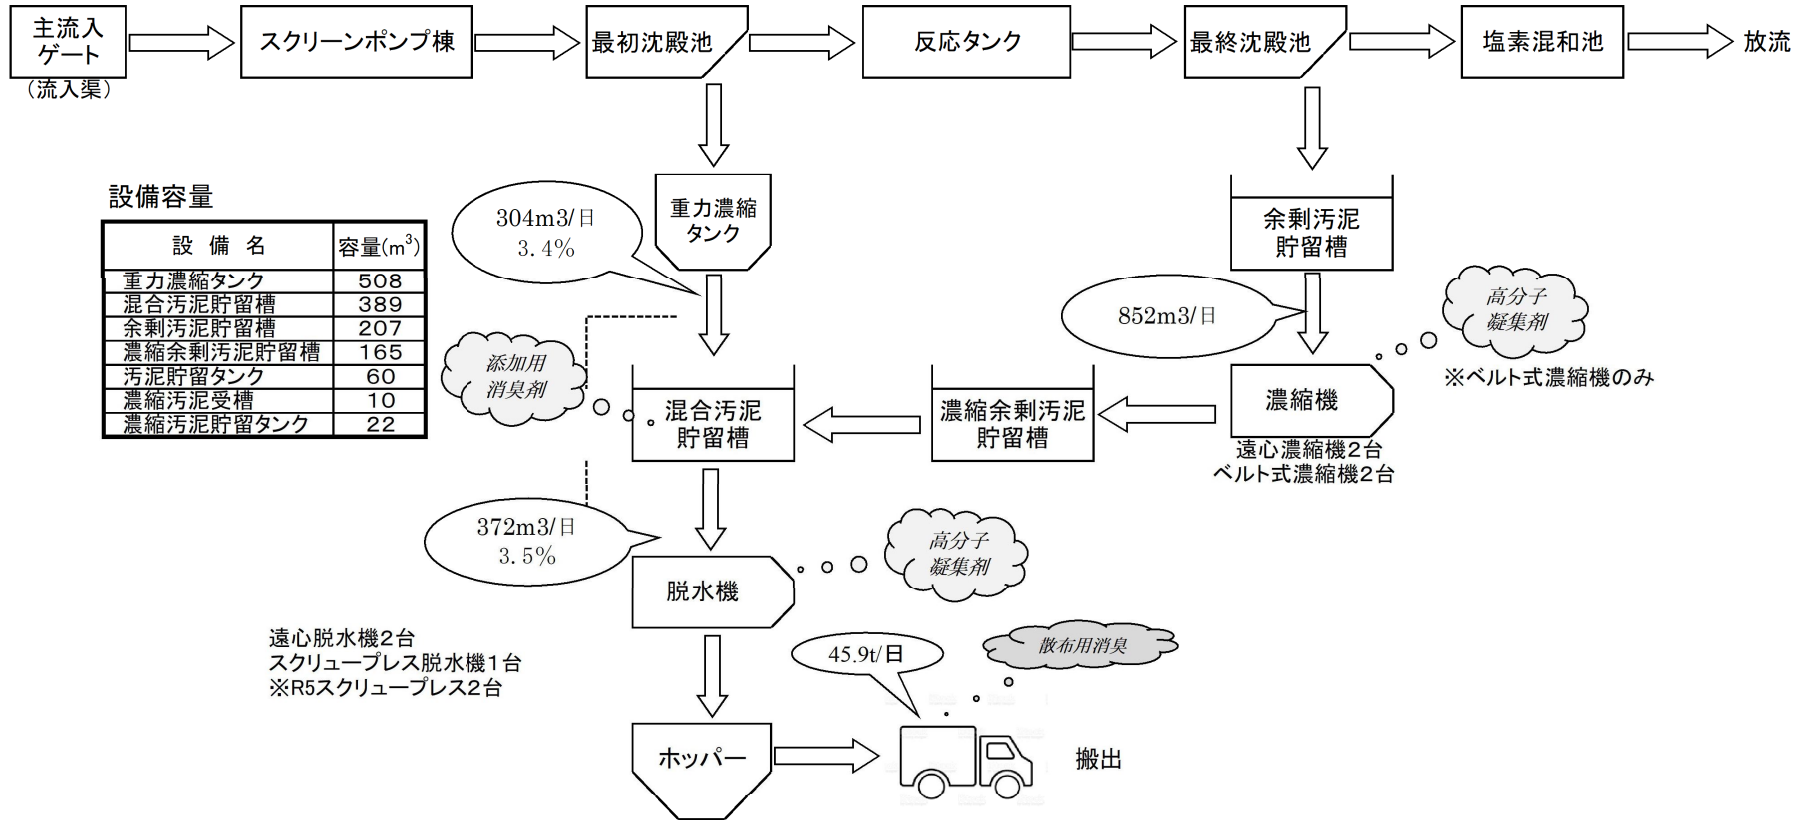 主流入
ゲート
(流入渠)
スクリーンポンプ棟
最初沈殿池
反応タンク
最終沈殿池
塩素混和池
放流
設備容量
設 備 名 容量(m³)
重力濃縮タンク 508
混合汚泥貯留槽 389
余剰汚泥貯留槽 207
濃縮余剰汚泥貯留槽 165
汚泥貯留タンク 60
濃縮汚泥受槽 10
濃縮汚泥貯留タンク 22
304m3/日
3.4%
重力濃縮
タンク
余剰汚泥
貯留槽
852m3/日
高分子
凝集剤
※ベルト式濃縮機のみ
添加用
消臭剤
混合汚泥
貯留槽
濃縮余剰汚泥
貯留槽
濃縮機
遠心濃縮機2台
ベルト式濃縮機2台
372m3/日
3.5%
脱水機
高分子
凝集剤
遠心脱水機2台
スクリュープレス脱水機1台
※R5スクリュープレス2台
45.9t/日
散布用消臭
ホッパー
搬出